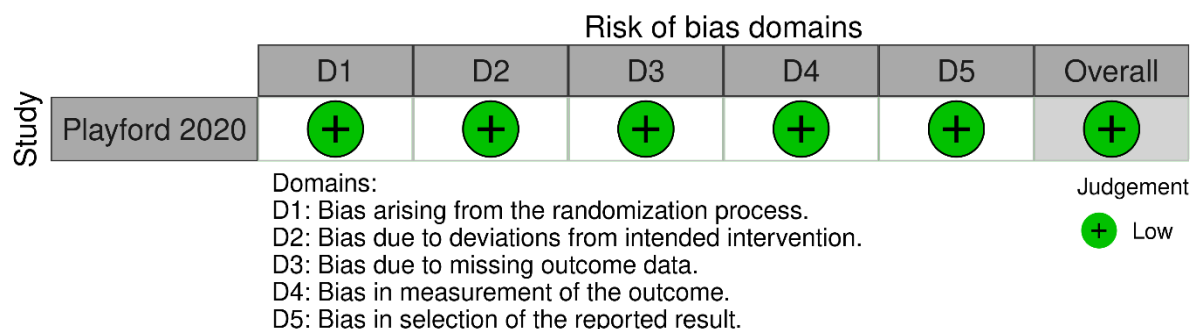 Risk of bias domains
D1 D2 D3 D4 D5 Overall
Study
Playford 2020 + + + + + +
Domains:
D1: Bias arising from the randomization process.
D2: Bias due to deviations from intended intervention.
D3: Bias due to missing outcome data.
D4: Bias in measurement of the outcome.
D5: Bias in selection of the reported result.
Judgement
+ Low